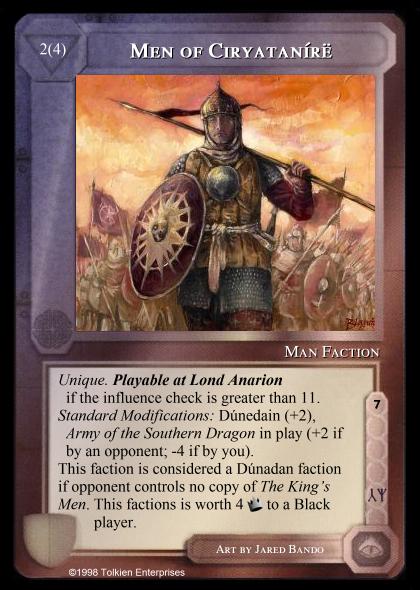 2(4)
MEN OF CIRYATANÍRË
MAN FACTION
Unique. Playable at Lond Anarion
if the influence check is greater than 11.
Standard Modifications: Dúnedain (+2),
Army of the Southern Dragon in play (+2 if
by an opponent; -4 if by you).
This faction is considered a Dúnadan faction
if opponent controls no copy of The King's
Men. This factions is worth 4 to a Black
player.
7
ART BY JARED BANDO
©1998 Tolkien Enterprises